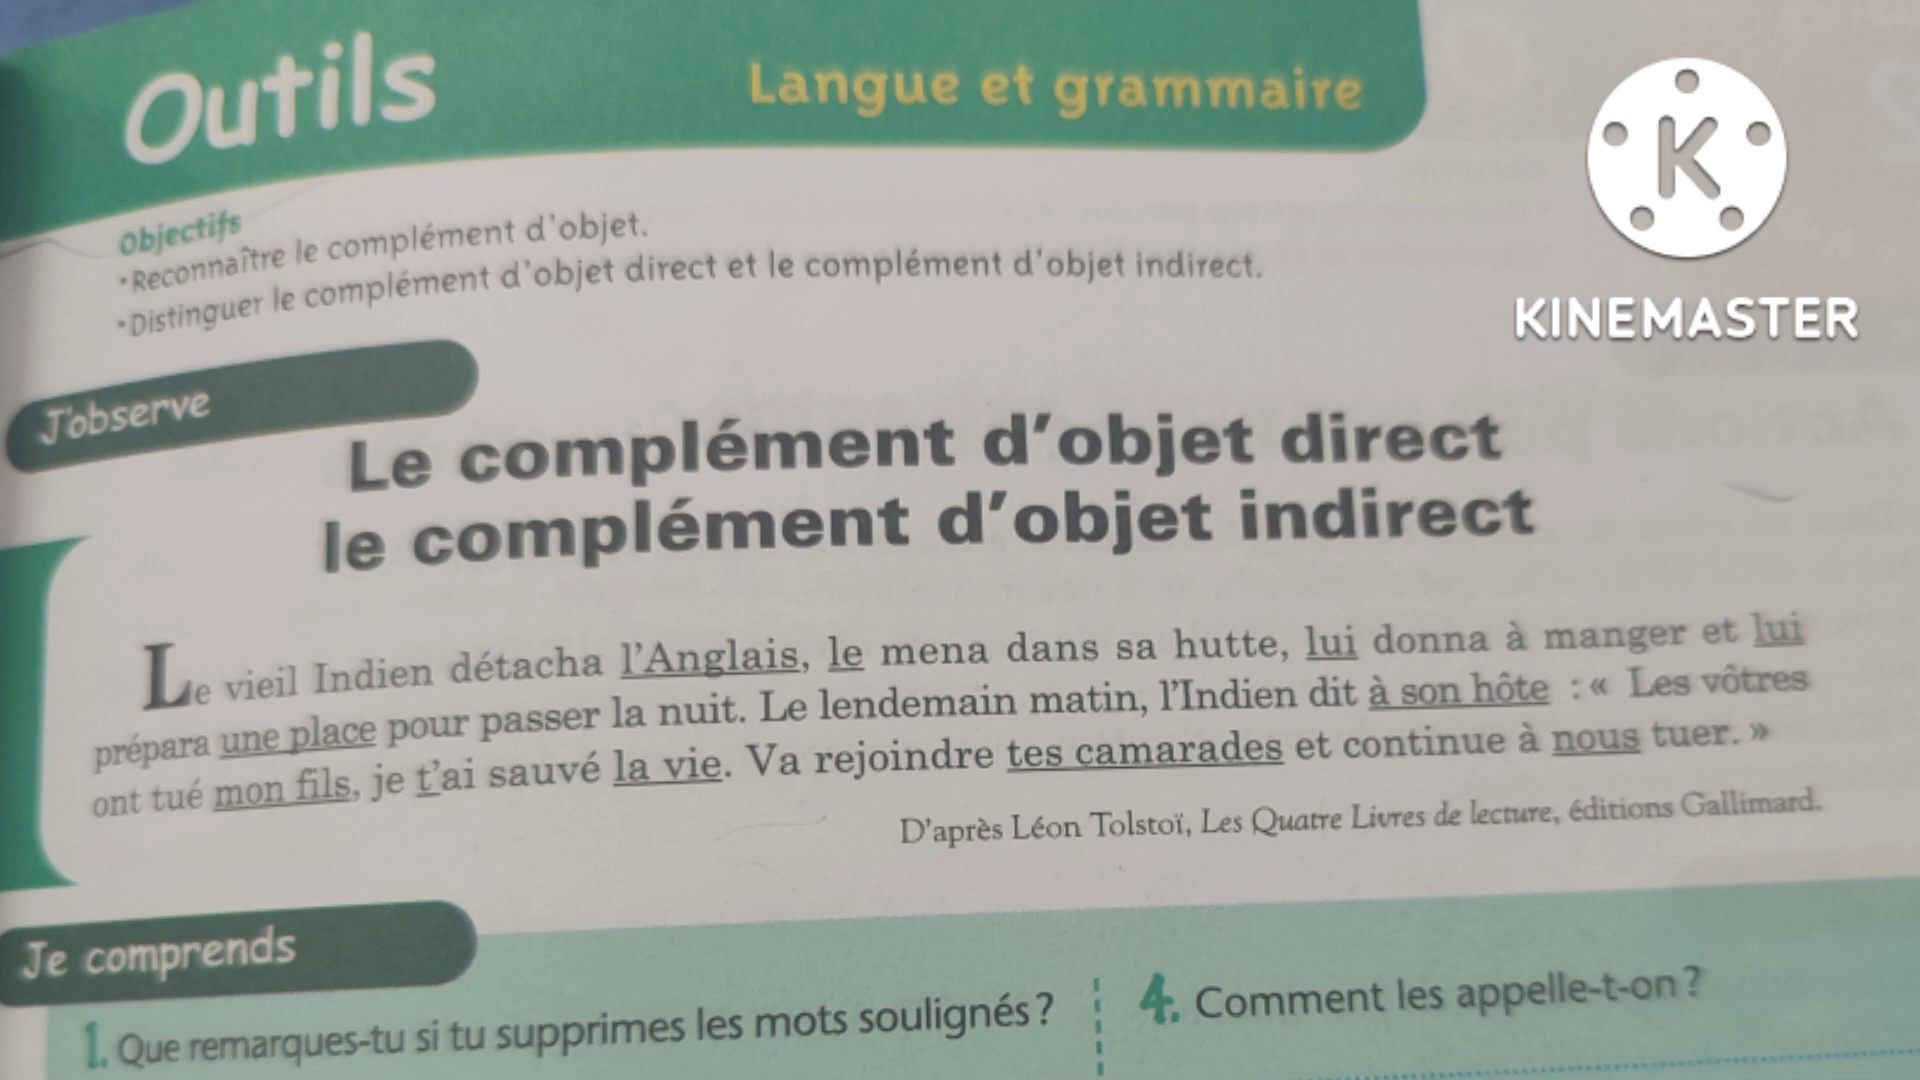 Outils
Langue et grammaire
K
KINEMASTER
Objectifs
•Reconnaître le complément d'objet.
•Distinguer le complément d'objet direct et le complément d'objet indirect.
J'observe
Le complément d'objet direct
le complément d'objet indirect
Le vieil Indien détacha l'Anglais, le mena dans sa hutte, lui donna à manger et lui
prépara une place pour passer la nuit. Le lendemain matin, l'Indien dit à son hôte : « Les vôtres
ont tué mon fils, je t'ai sauvé la vie. Va rejoindre tes camarades et continue à nous tuer. »
D'après Léon Tolstoï, Les Quatre Livres de lecture, éditions Gallimard.
Je comprends
1. Que remarques-tu si tu supprimes les mots soulignés ?
4. Comment les appelle-t-on ?